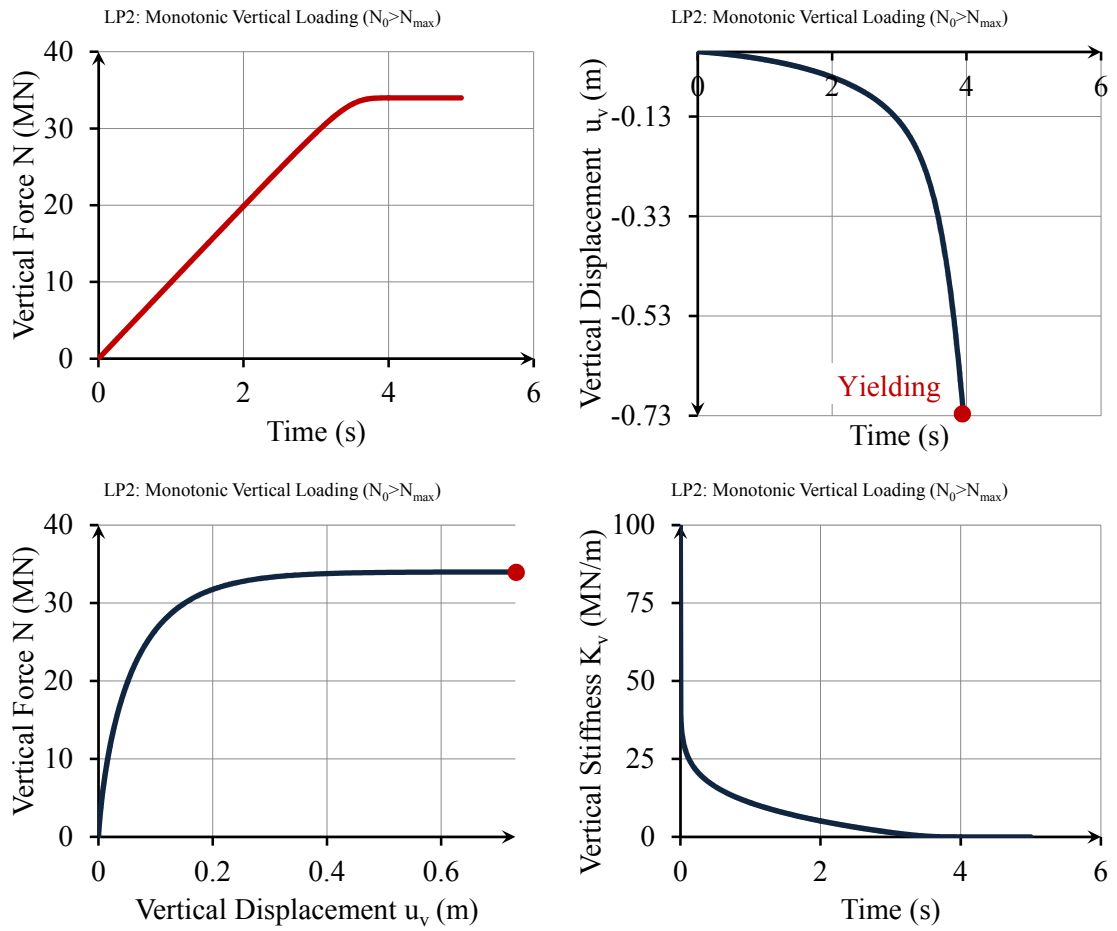 LP2: Monotonic Vertical Loading (N₀>Nₘₐₓ)
Vertical Force N (MN)
40
30
20
10
0
0 2 4 6
Time (s)
LP2: Monotonic Vertical Loading (N₀>Nₘₐₓ)
Vertical Displacement uᵥ (m)
0 2 4 6
-0.13
-0.33
-0.53
-0.73
Yielding
Time (s)
LP2: Monotonic Vertical Loading (N₀>Nₘₐₓ)
Vertical Force N (MN)
40
30
20
10
0
0 0.2 0.4 0.6
Vertical Displacement uᵥ (m)
LP2: Monotonic Vertical Loading (N₀>Nₘₐₓ)
Vertical Stiffness Kᵥ (MN/m)
100
75
50
25
0
0 2 4 6
Time (s)